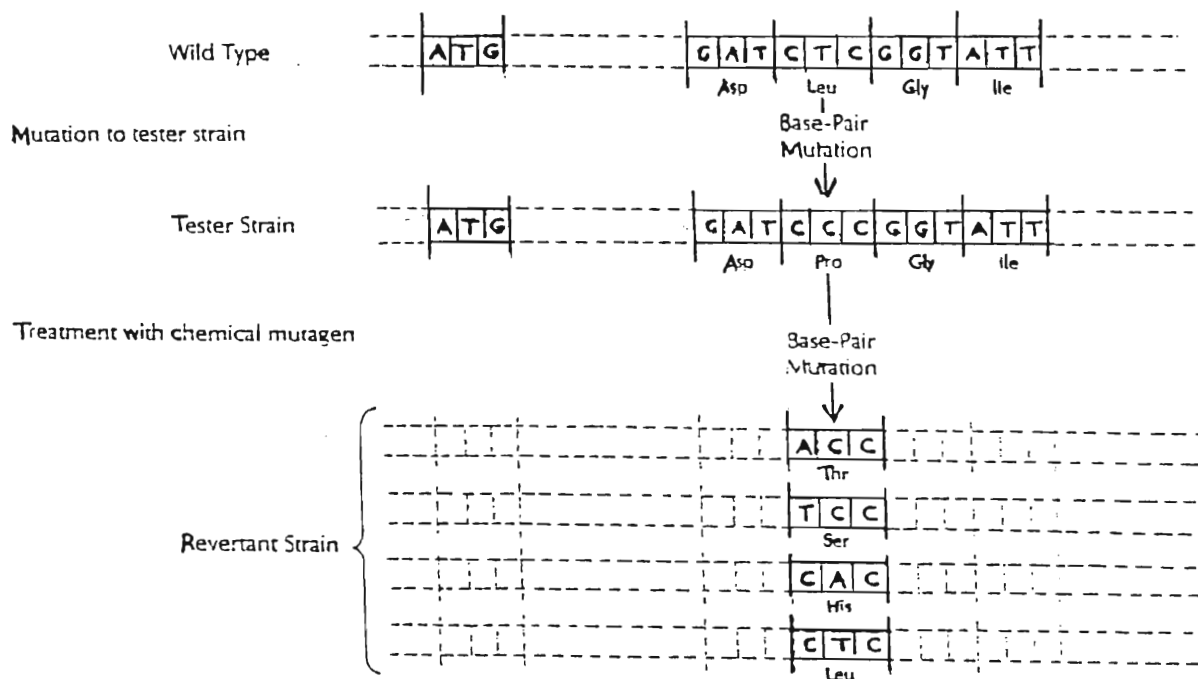 Wild Type
A T G
G A T C T C G G T A T T
Asp Leu Gly Ile
Mutation to tester strain
Base-Pair
Mutation
Tester Strain
A T G
G A T C C C G G T A T T
Asp Pro Gly Ile
Treatment with chemical mutagen
Base-Pair
Mutation
A C C
Thr
T C C
Ser
Revertant Strain
C A C
His
C T C
Leu